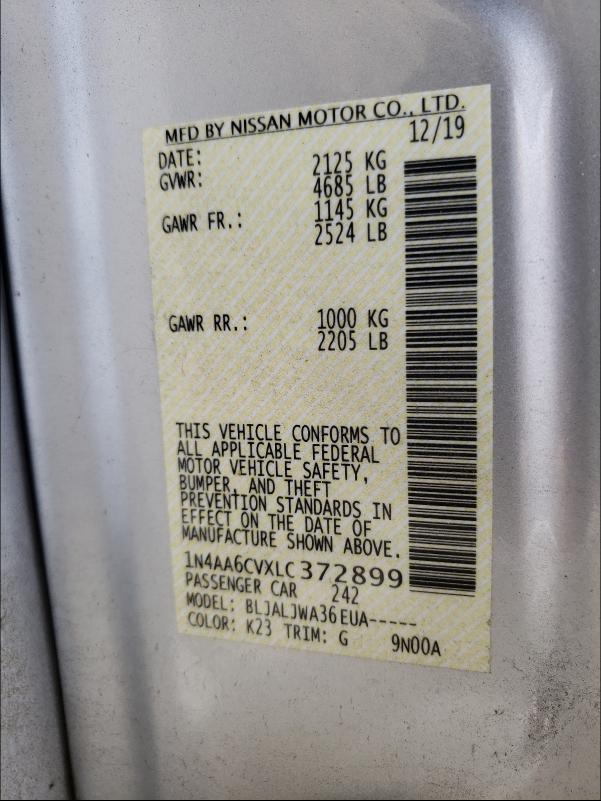 MFD BY NISSAN MOTOR CO., LTD.
DATE: 12/19
GVWR: 2125 KG
4685 LB
GAWR FR.: 1145 KG
2524 LB
GAWR RR.: 1000 KG
2205 LB
THIS VEHICLE CONFORMS TO
ALL APPLICABLE FEDERAL
MOTOR VEHICLE SAFETY,
BUMPER, AND THEFT
PREVENTION STANDARDS IN
EFFECT ON THE DATE OF
MANUFACTURE SHOWN ABOVE.
1N4AA6CVXLC372899
PASSENGER CAR 242
MODEL: BLJALJWA36EUA-----
COLOR: K23 TRIM: G 9N00A